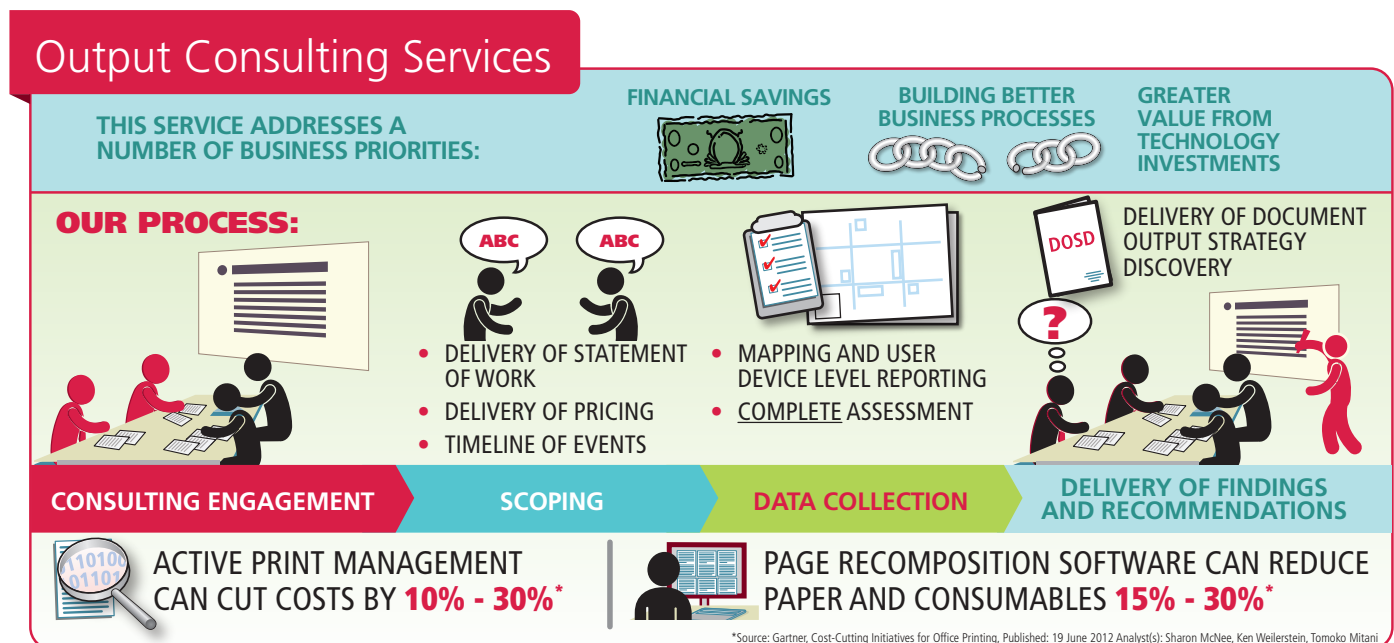 Output Consulting Services
THIS SERVICE ADDRESSES A
NUMBER OF BUSINESS PRIORITIES:
FINANCIAL SAVINGS
BUILDING BETTER
BUSINESS PROCESSES
GREATER
VALUE FROM
TECHNOLOGY
INVESTMENTS
OUR PROCESS:
ABC
ABC
• DELIVERY OF STATEMENT
OF WORK
• DELIVERY OF PRICING
• TIMELINE OF EVENTS
• MAPPING AND USER
DEVICE LEVEL REPORTING
• COMPLETE ASSESSMENT
DOSD
DELIVERY OF DOCUMENT
OUTPUT STRATEGY
DISCOVERY
?
CONSULTING ENGAGEMENT
SCOPING
DATA COLLECTION
DELIVERY OF FINDINGS
AND RECOMMENDATIONS
110100
01101
ACTIVE PRINT MANAGEMENT
CAN CUT COSTS BY 10% - 30%*
PAGE RECOMPOSITION SOFTWARE CAN REDUCE
PAPER AND CONSUMABLES 15% - 30%*
*Source: Gartner, Cost-Cutting Initiatives for Office Printing, Published: 19 June 2012 Analyst(s): Sharon McNee, Ken Weilerstein, Tomoko Mitani